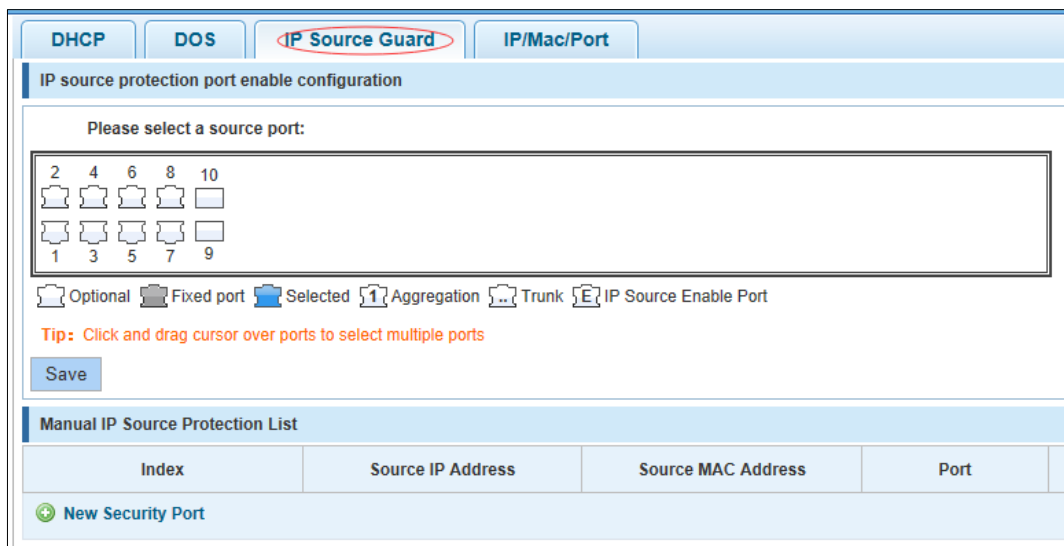 DHCP DOS IP Source Guard IP/Mac/Port
IP source protection port enable configuration
Please select a source port:
2 4 6 8 10
1 3 5 7 9
Optional Fixed port Selected 1 Aggregation .. Trunk E IP Source Enable Port
Tip: Click and drag cursor over ports to select multiple ports
Save
Manual IP Source Protection List
Index Source IP Address Source MAC Address Port
New Security Port